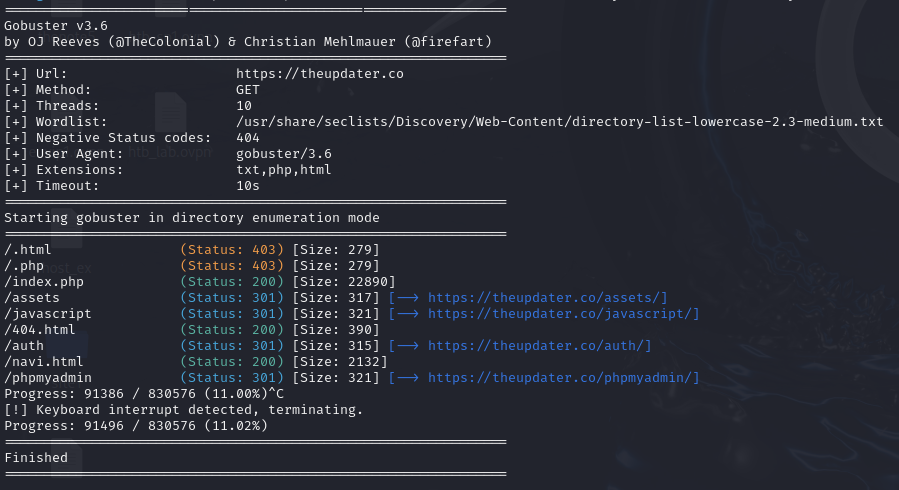 Gobuster v3.6
by OJ Reeves (@TheColonial) & Christian Mehlmauer (@firefart)
[+] Url:                     https://theupdater.co
[+] Method:                  GET
[+] Threads:                 10
[+] Wordlist:                /usr/share/seclists/Discovery/Web-Content/directory-list-lowercase-2.3-medium.txt
[+] Negative Status codes:   404
[+] User Agent:              gobuster/3.6
[+] Extensions:              txt,php,html
[+] Timeout:                 10s
Starting gobuster in directory enumeration mode
/.html                (Status: 403) [Size: 279]
/.php                 (Status: 403) [Size: 279]
/index.php            (Status: 200) [Size: 22890]
/assets               (Status: 301) [Size: 317] [--> https://theupdater.co/assets/]
/javascript           (Status: 301) [Size: 321] [--> https://theupdater.co/javascript/]
/404.html             (Status: 200) [Size: 390]
/auth                 (Status: 301) [Size: 315] [--> https://theupdater.co/auth/]
/navi.html            (Status: 200) [Size: 2132]
/phpmyadmin           (Status: 301) [Size: 321] [--> https://theupdater.co/phpmyadmin/]
Progress: 91386 / 830576 (11.00%)^C
[!] Keyboard interrupt detected, terminating.
Progress: 91496 / 830576 (11.02%)
Finished